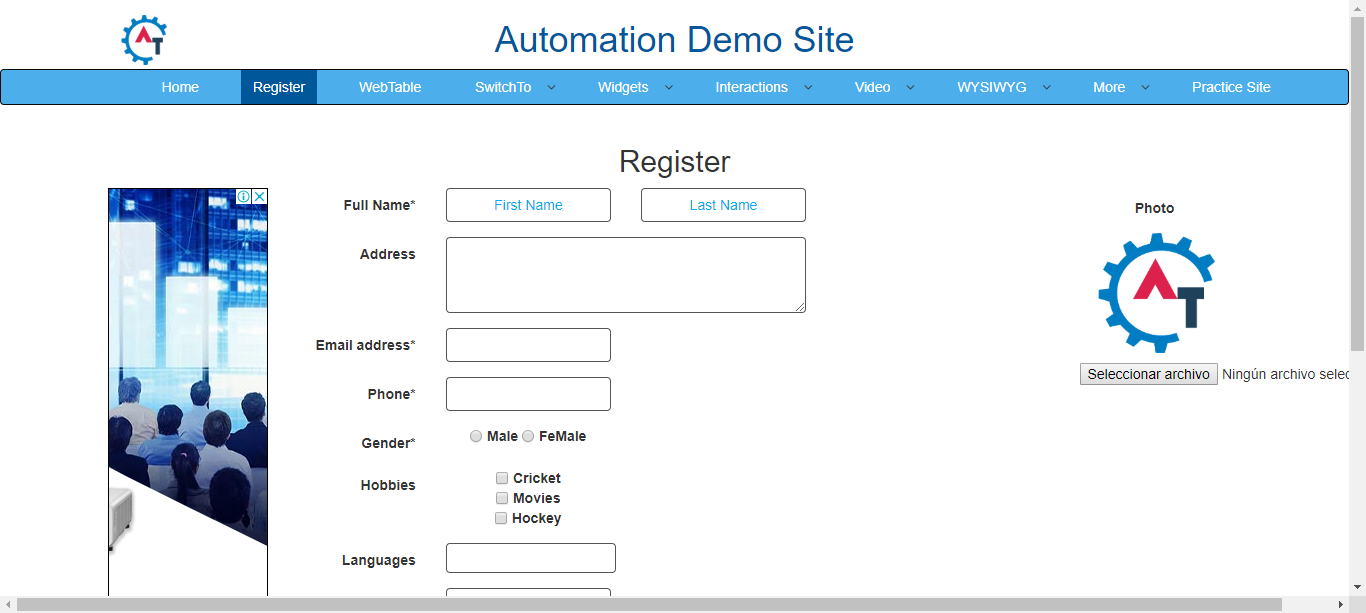 Automation Demo Site
Home Register WebTable SwitchTo Widgets Interactions Video WYSIWYG More Practice Site
Register
Full Name* First Name Last Name
Photo
Address
AT
Email address*
Seleccionar archivo Ningún archivo selec
Phone*
Gender* Male FeMale
Hobbies Cricket
Movies
Hockey
Languages